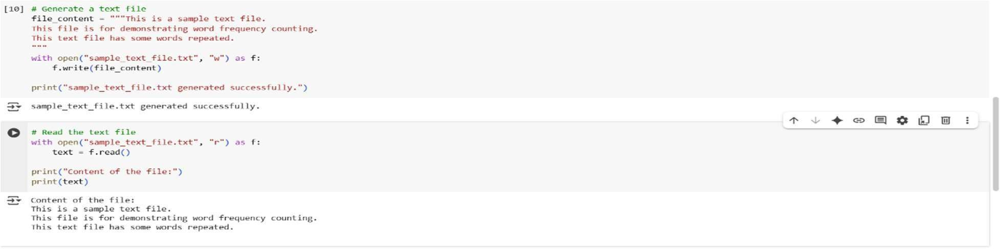 [10] # Generate a text file
file_content = """This is a sample text file.
This file is for demonstrating word frequency counting.
This text file has some words repeated.
"""
with open("sample_text_file.txt", "w") as f:
    f.write(file_content)
print("sample_text_file.txt generated successfully.")
sample_text_file.txt generated successfully.
# Read the text file
with open("sample_text_file.txt", "r") as f:
    text = f.read()
print("Content of the file:")
print(text)
Content of the file:
This is a sample text file.
This file is for demonstrating word frequency counting.
This text file has some words repeated.